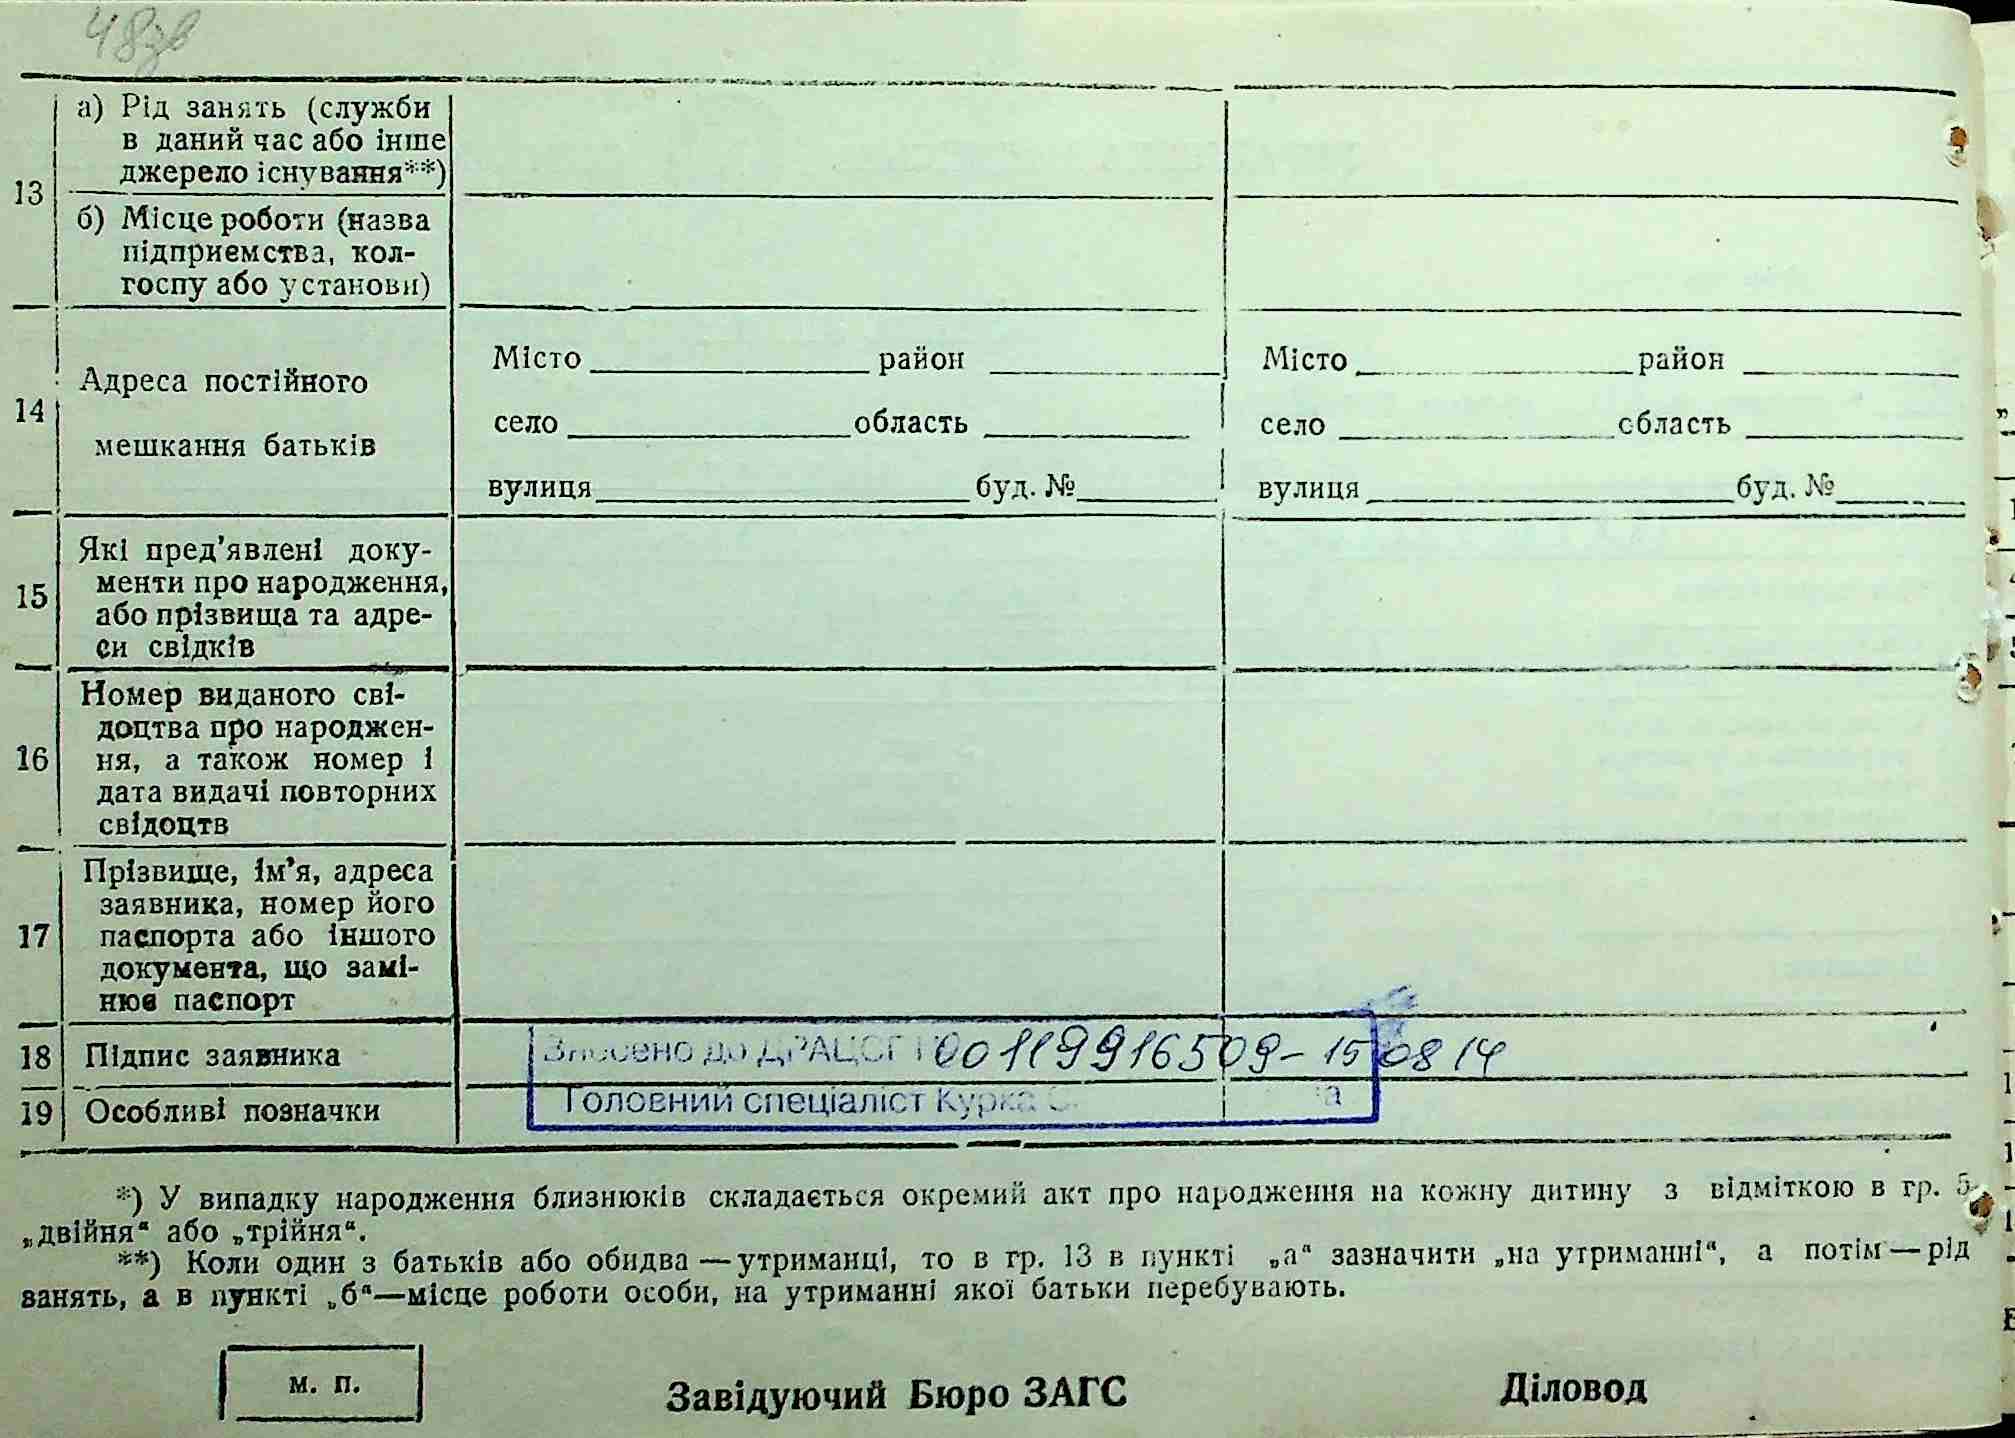 48зв
а) Рід занять (служби
в даний час або інше
джерело існування**)
13
б) Місце роботи (назва
підприємства, кол-
госпу або установи)
14
Адреса постійного
мешкання батьків
Місто район
село область
вулиця буд. №
Місто район
село область
вулиця буд. №
15
Які пред'явлені доку-
менти про народження,
або прізвища та адре-
си свідків
16
Номер виданого сві-
доцтва про народжен-
ня, а також номер і
дата видачі повторних
свідоцтв
17
Прізвище, ім'я, адреса
заявника, номер його
паспорта або іншого
документа, що замі-
нює паспорт
18 Підпис заявника
Внесено до ДРАЦСГ 00119916509-15 08 14
19 Особливі позначки
Головний спеціаліст Курка
*) У випадку народження близнюків складається окремий акт про народження на кожну дитину з відміткою в гр. 5
„двійня“ або „трійня“.
**) Коли один з батьків або обидва — утриманці, то в гр. 13 в пункті „а“ зазначити „на утриманні“, а потім — рід
занять, а в пункті „б“—місце роботи особи, на утриманні якої батьки перебувають.
м. п.
Завідуючий Бюро ЗАГС
Діловод